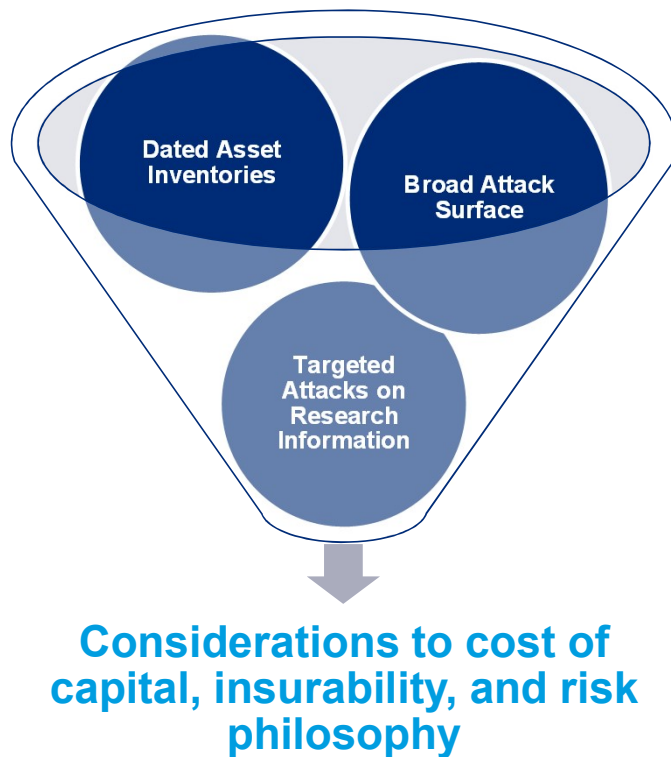 Dated Asset
Inventories
Broad Attack
Surface
Targeted
Attacks on
Research
Information
Considerations to cost of
capital, insurability, and risk
philosophy